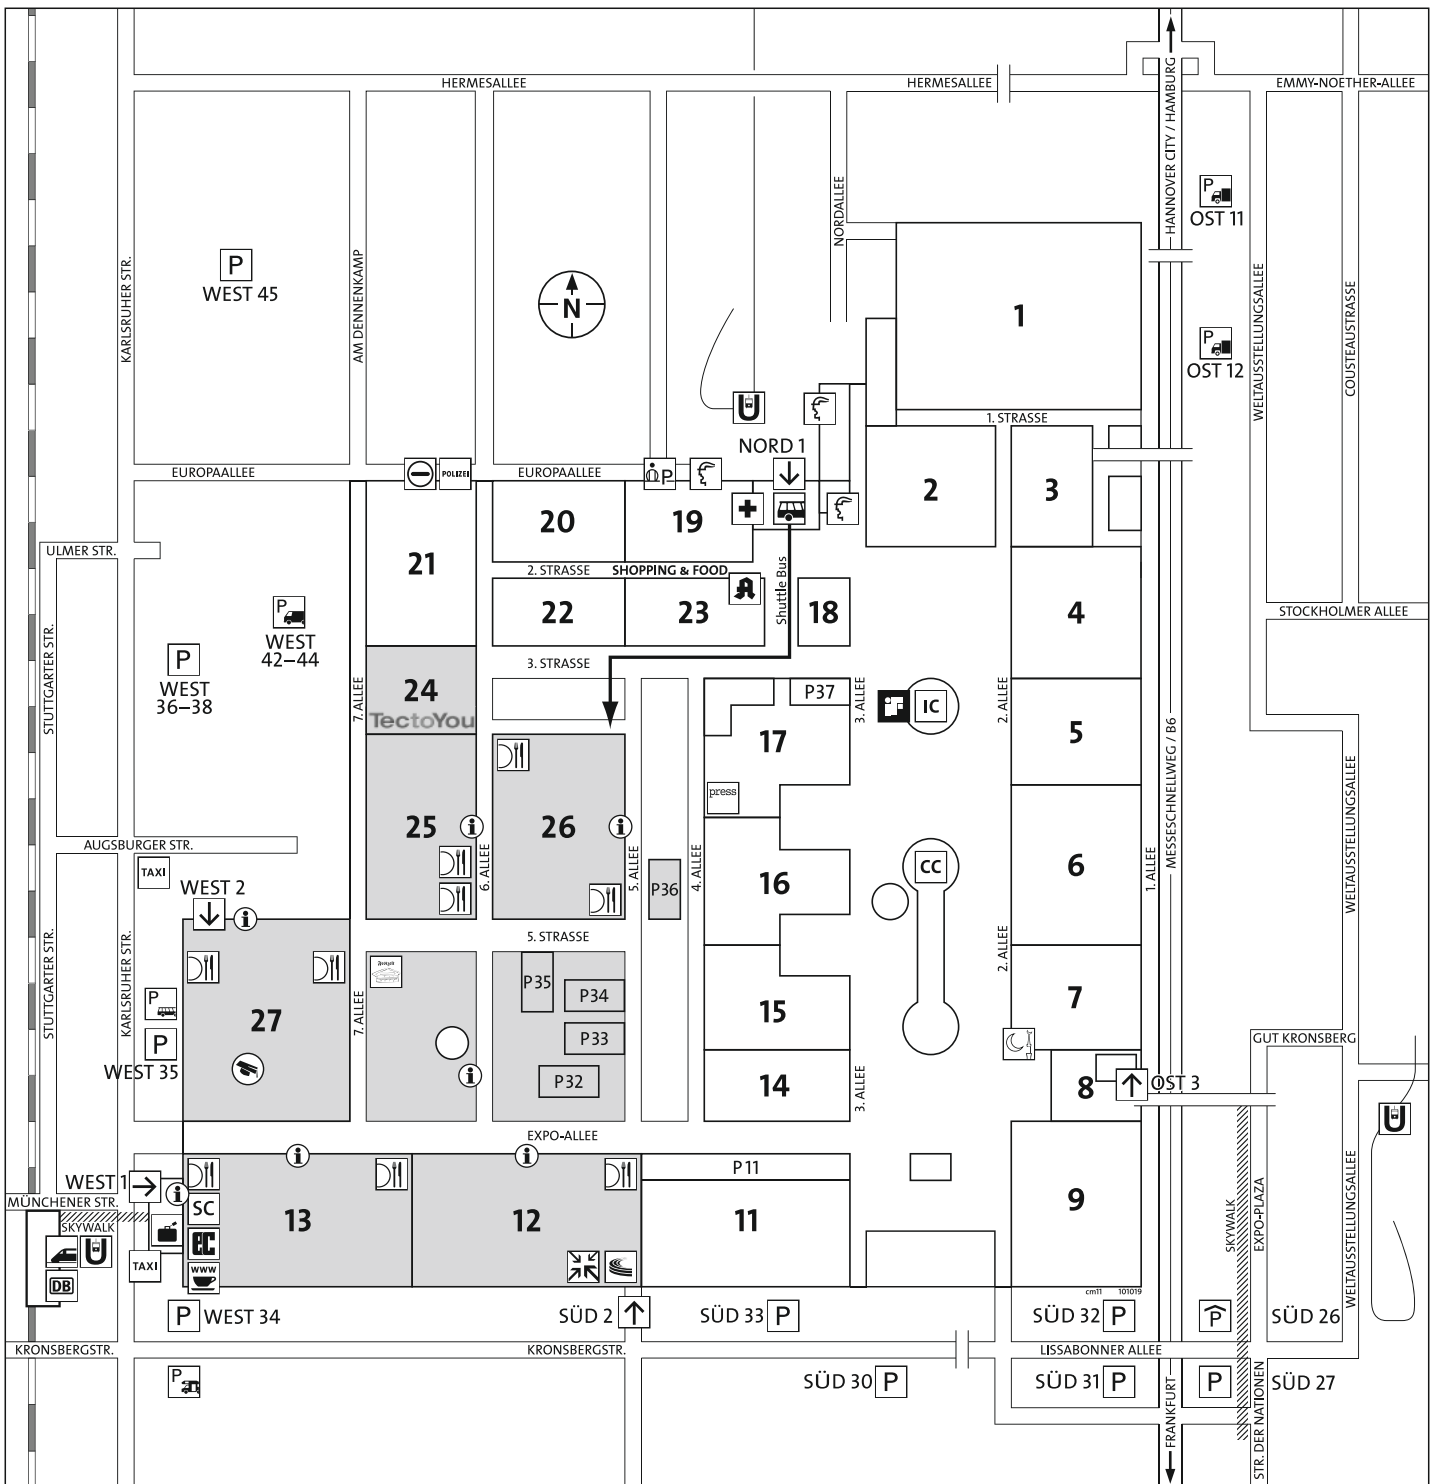 HERMESALLEE
HERMESALLEE
EMMY-NOETHER-ALLEE
HANNOVER CITY / HAMBURG
P
OST 11
NORDALLEE
KARLSRUHER STR.
P
WEST 45
AM DENNENKAMP
N
1
WELTAUSSTELLUNGSALLEE
COUSTEAUSTRASSE
P
OST 12
U
1. STRASSE
NORD 1
EUROPAALLEE
POLIZEI
EUROPAALLEE
P
20
19
2
3
ULMER STR.
21
2. STRASSE
SHOPPING & FOOD
A
Shuttle Bus
22
23
18
4
STOCKHOLMER ALLEE
P
WEST
42–44
P
WEST
36–38
STUTTGARTER STR.
3. STRASSE
24
TectoYou
7. ALLEE
P37
3. ALLEE
IC
2. ALLEE
17
5
MESSESCHNELLWEG / B6
WELTAUSSTELLUNGSALLEE
press
25
i
26
i
AUGSBURGER STR.
TAXI
6. ALLEE
5. ALLEE
P36
4. ALLEE
16
CC
6
1. ALLEE
WEST 2
i
5. STRASSE
STUTTGARTER STR.
KARLSRUHER STR.
2. ALLEE
P35
P34
P
27
7. ALLEE
15
7
P33
P
WEST 35
i
P32
14
3. ALLEE
8
OST 3
GUT KRONSBERG
U
EXPO-ALLEE
i
i
P11
WEST 1
i
MÜNCHENER STR.
SKYWALK
SC
13
12
11
9
SKYWALK
EXPO-PLAZA
WELTAUSSTELLUNGSALLEE
U
ec
DB
TAXI
www
cm11 101019
P
WEST 34
SÜD 2
SÜD 33
P
SÜD 32
P
P
SÜD 26
KRONSBERGSTR.
KRONSBERGSTR.
LISSABONNER ALLEE
P
SÜD 30
P
SÜD 31
P
P
SÜD 27
FRANKFURT
STR. DER NATIONEN